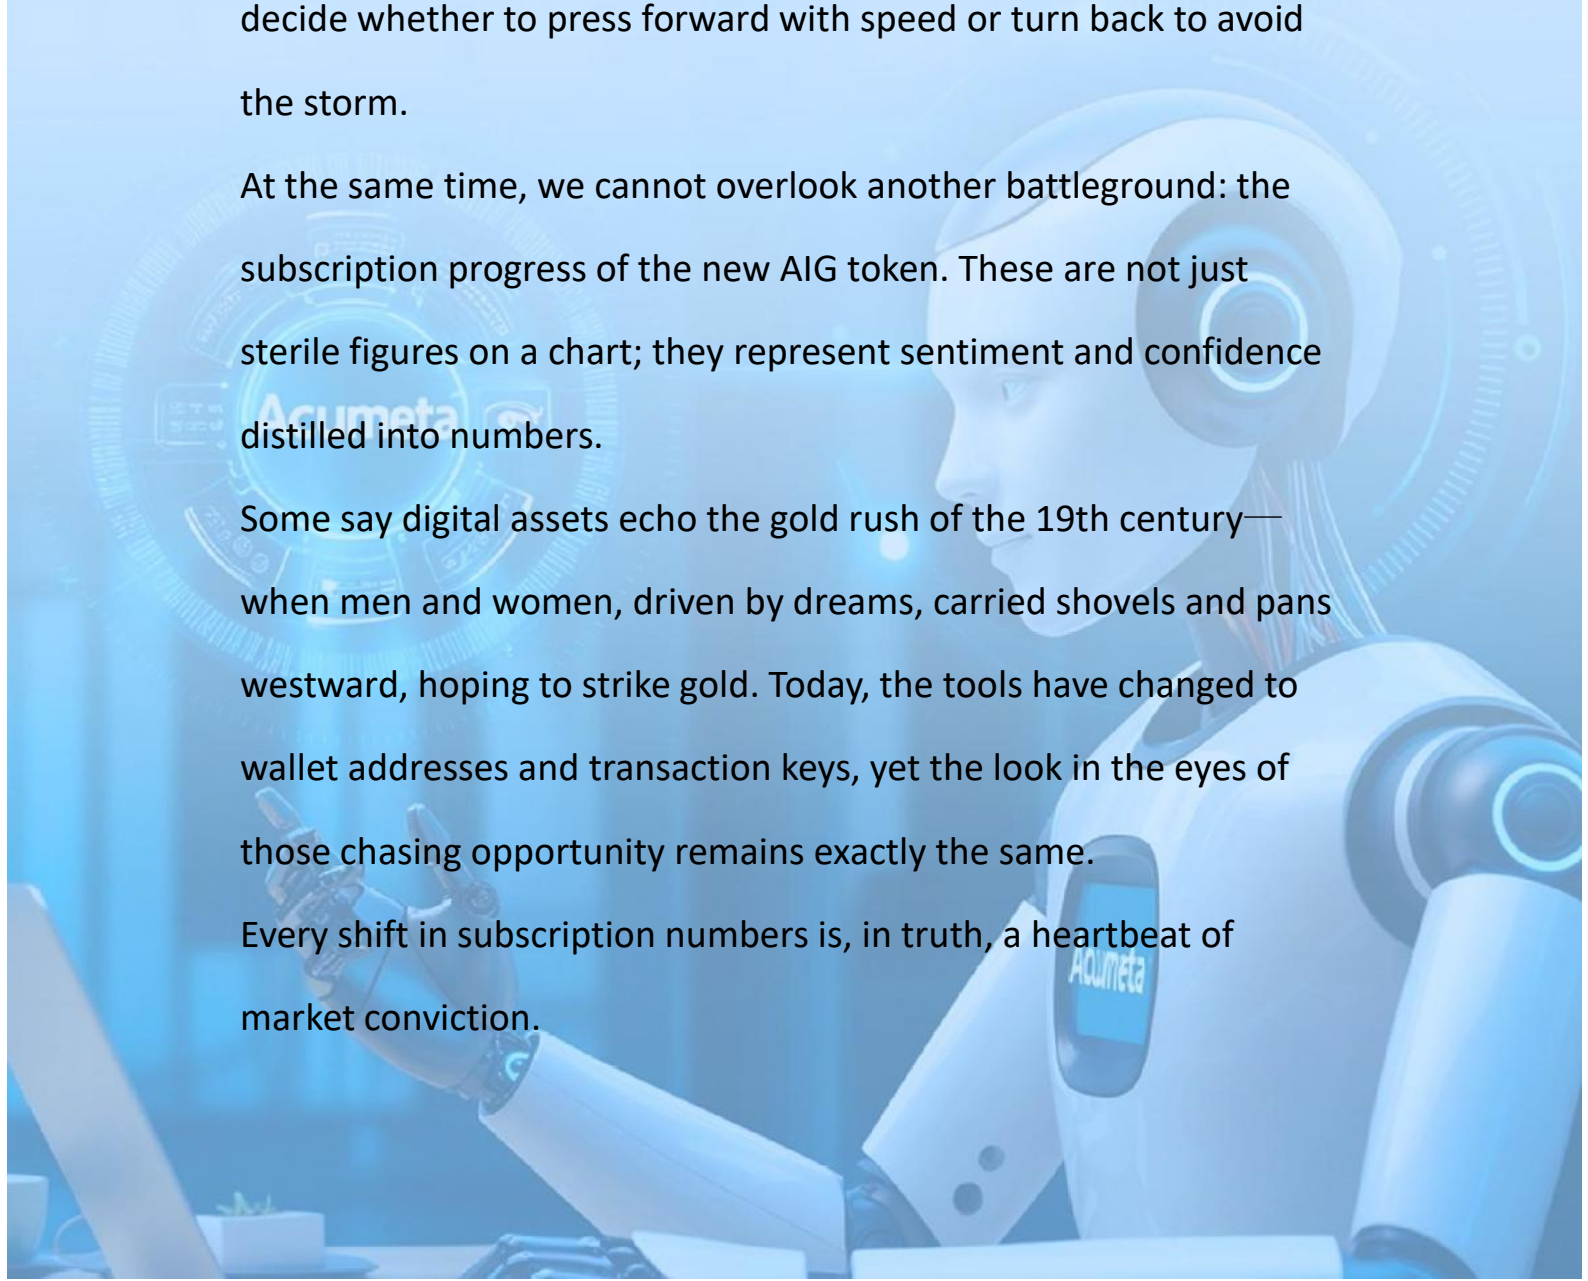 decide whether to press forward with speed or turn back to avoid
the storm.
At the same time, we cannot overlook another battleground: the
subscription progress of the new AIG token. These are not just
sterile figures on a chart; they represent sentiment and confidence
Acumeta
distilled into numbers.
Some say digital assets echo the gold rush of the 19th century—
when men and women, driven by dreams, carried shovels and pans
westward, hoping to strike gold. Today, the tools have changed to
wallet addresses and transaction keys, yet the look in the eyes of
those chasing opportunity remains exactly the same.
Every shift in subscription numbers is, in truth, a heartbeat of
Acumeta
market conviction.